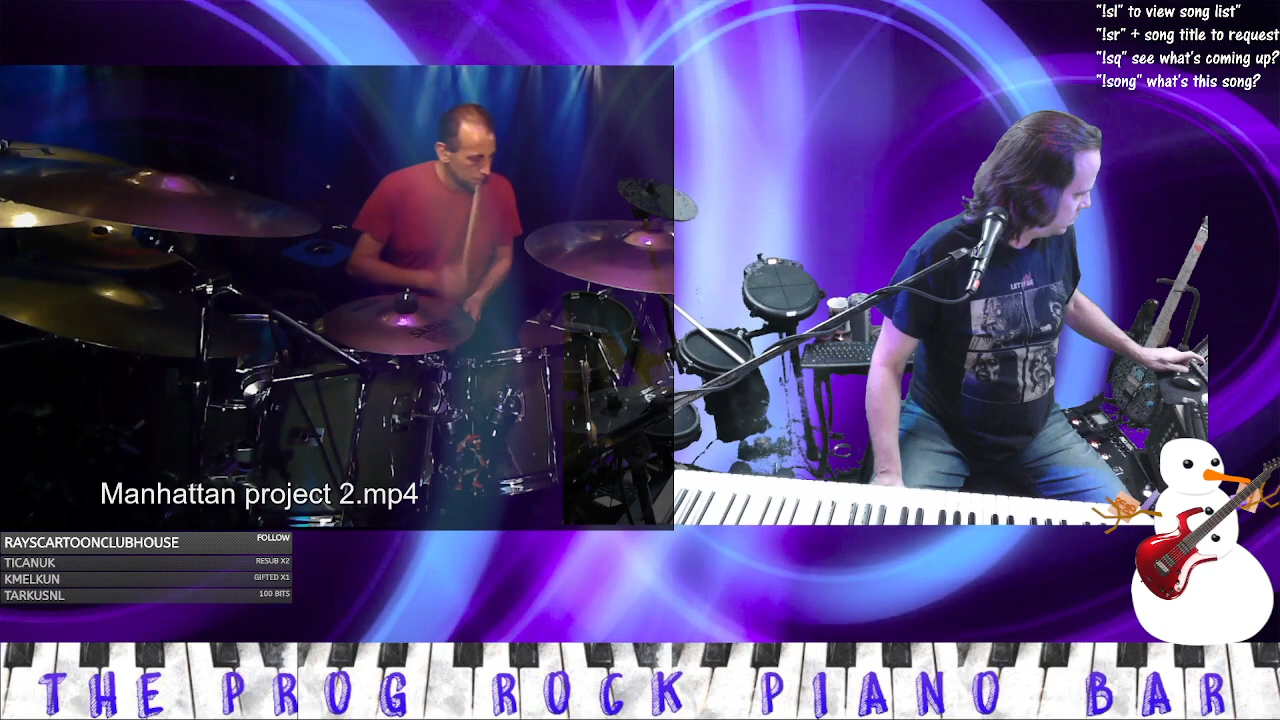 "!sl" to view song list"
"!sr" + song title to request
"!sq" see what's coming up?
"!song" what's this song?
Manhattan project 2.mp4
RAYSCARTOONCLUBHOUSE FOLLOW
TICANUK RESUB X2
KMELKUN GIFTED X1
TARKUSNL 100 BITS
THE PROG ROCK PIANO BAR